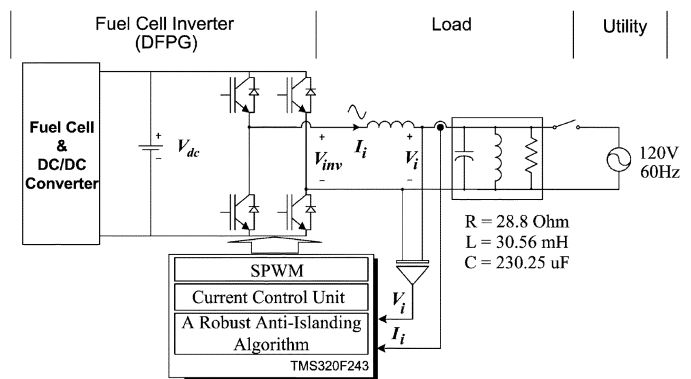 Fuel Cell Inverter
(DFPG)
Load
Utility
Fuel Cell
&
DC/DC
Converter
+
V_dc
−
+
V_inv
−
I_i
+
V_i
−
120V
60Hz
R = 28.8 Ohm
L = 30.56 mH
C = 230.25 uF
SPWM
Current Control Unit
A Robust Anti-Islanding
Algorithm
TMS320F243
V_i
I_i